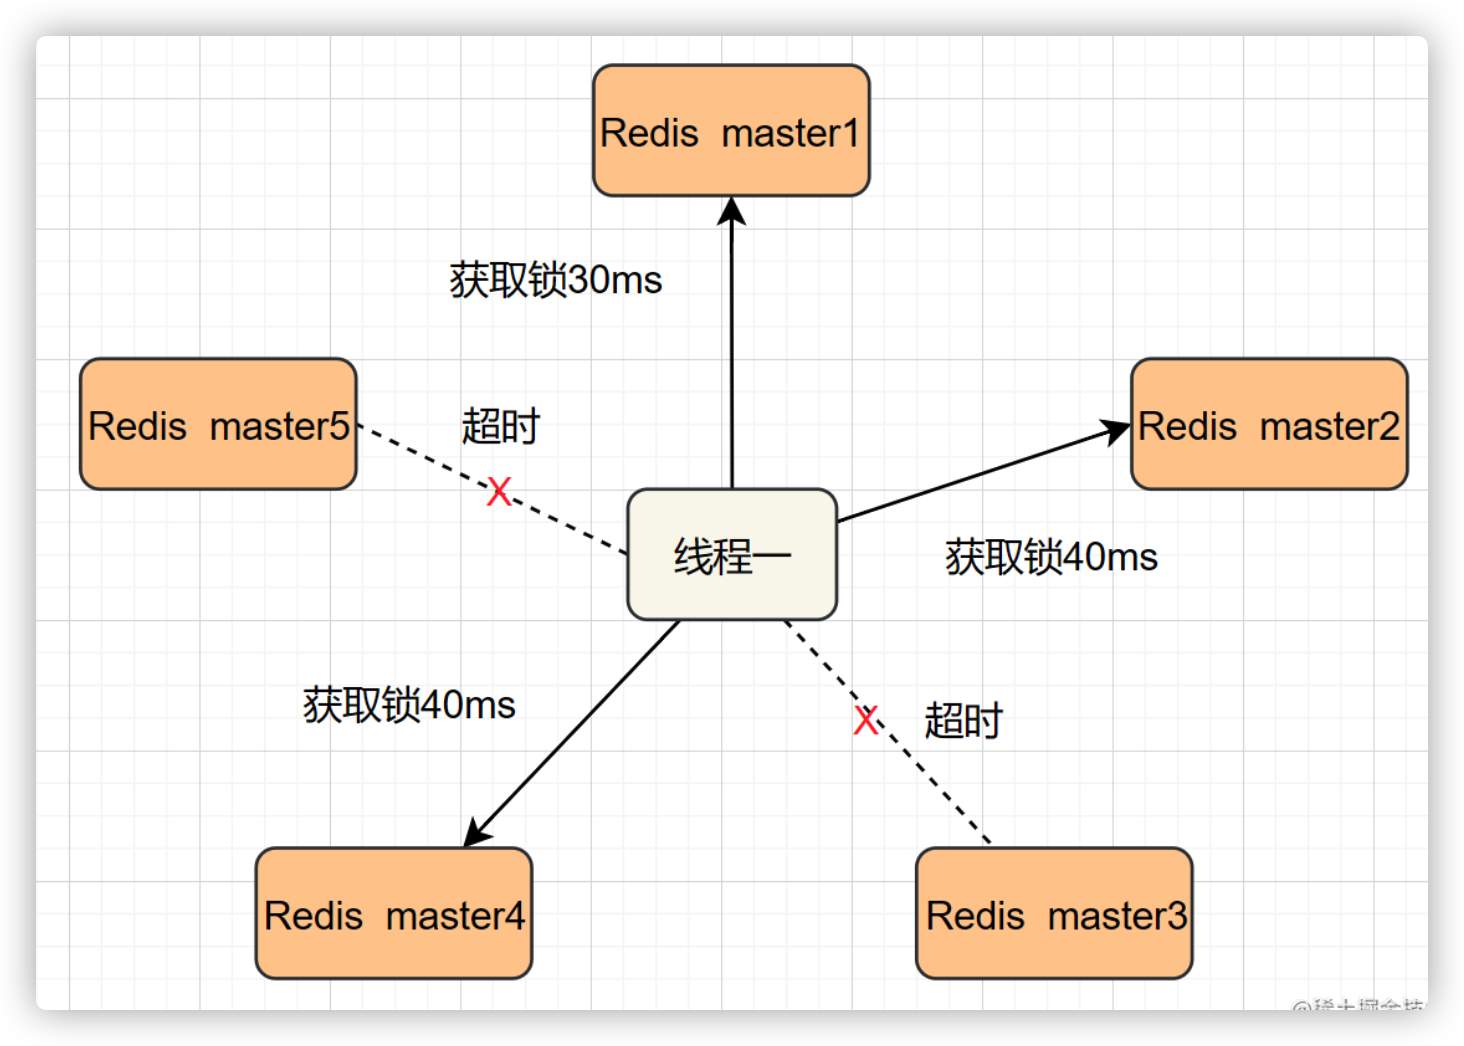 Redis master1
获取锁30ms
Redis master5
超时
Redis master2
X
线程一
获取锁40ms
获取锁40ms
X
超时
Redis master4
Redis master3